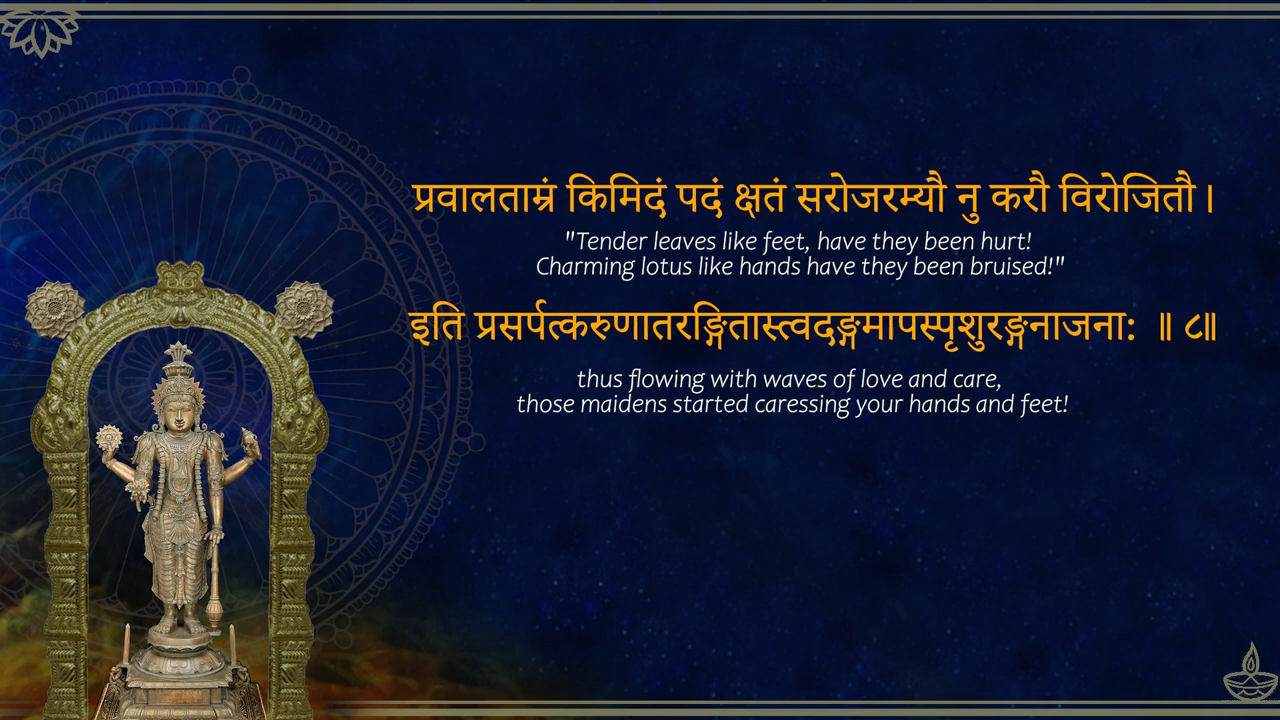 प्रवालताम्रं किमिदं पदं क्षतं सरोजरम्यौ नु करौ विरोजितौ।
"Tender leaves like feet, have they been hurt!
Charming lotus like hands have they been bruised!"
इति प्रसर्पत्करुणातरङ्गितास्त्वदङ्गमापस्पृशुरङ्गनाजनाः ॥ ८॥
thus flowing with waves of love and care,
those maidens started caressing your hands and feet!